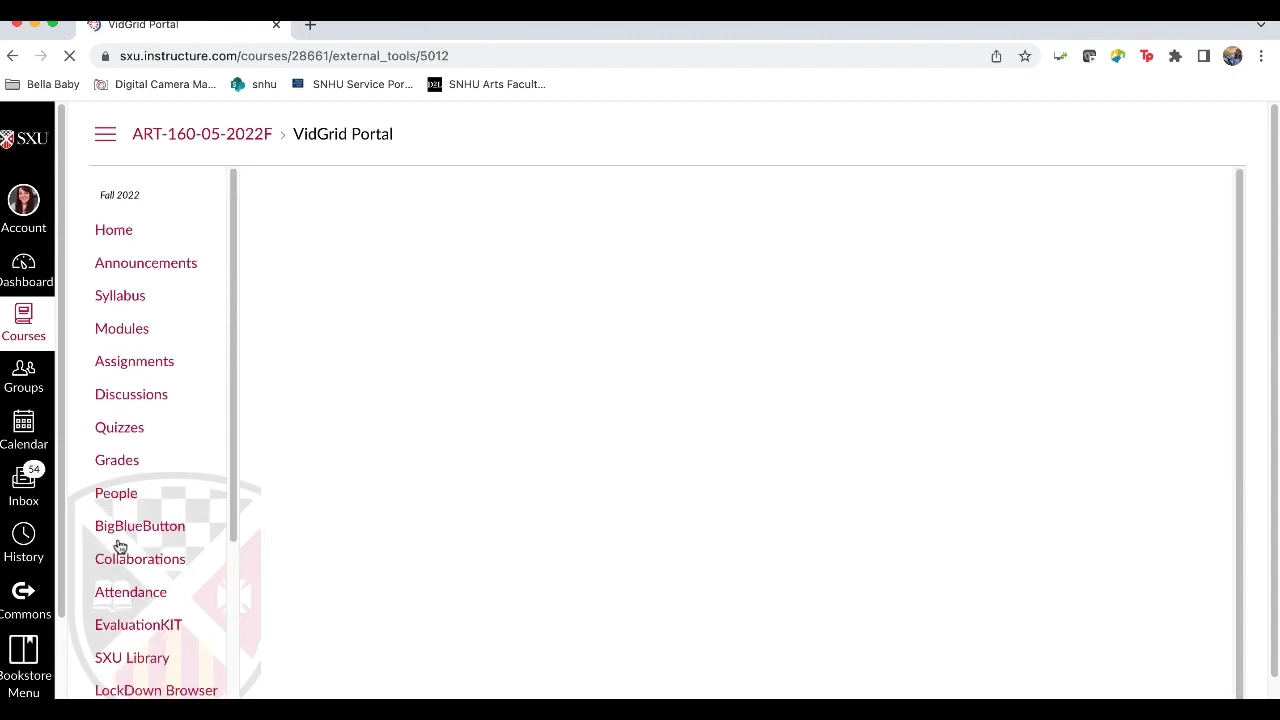 VidGrid Portal
sxu.instructure.com/courses/28661/external_tools/5012
Tp
Bella Baby
Digital Camera Ma...
snhu
SNHU Service Por...
D2L
SNHU Arts Facult...
SXU
ART-160-05-2022F > VidGrid Portal
Account
Dashboard
Courses
Groups
Calendar
54
Inbox
History
Commons
Bookstore
Menu
Fall 2022
Home
Announcements
Syllabus
Modules
Assignments
Discussions
Quizzes
Grades
People
BigBlueButton
Collaborations
Attendance
EvaluationKIT
SXU Library
LockDown Browser